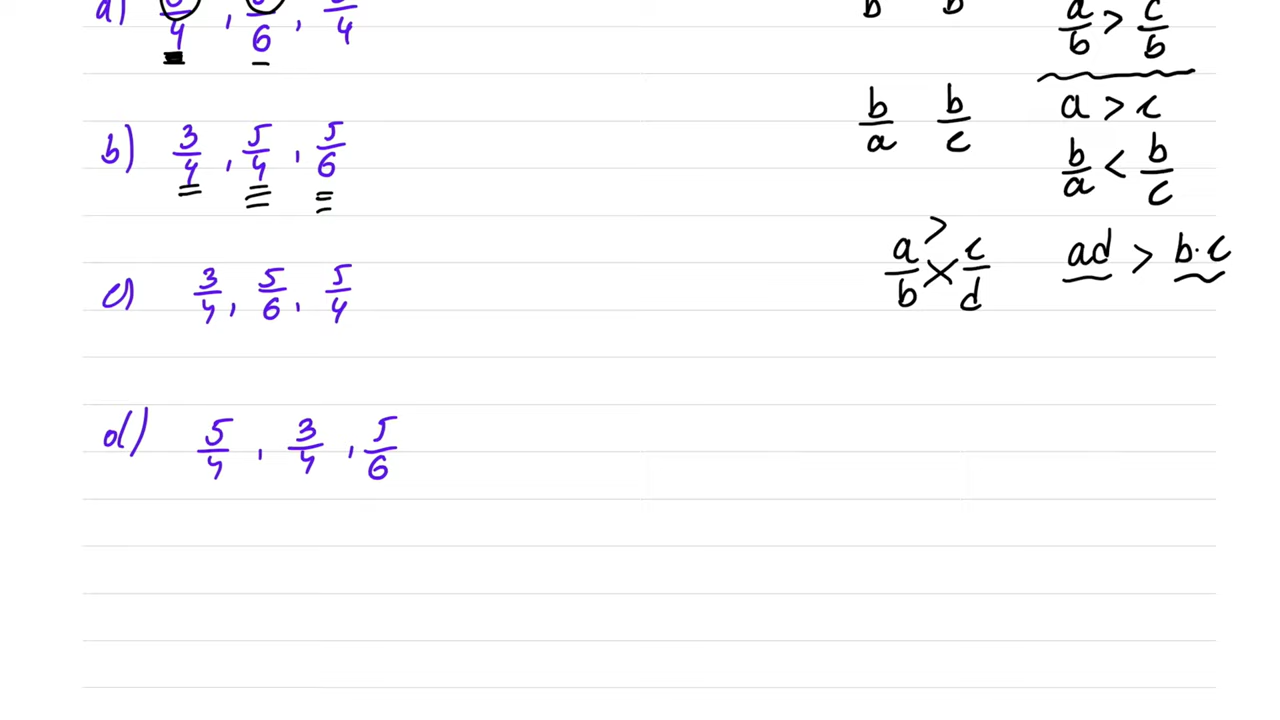 a) /4 , /6 , /4
b) 3/4 , 5/4 , 5/6
c) 3/4 , 5/6 , 5/4
d) 5/4 , 3/4 , 5/6
b b
a/b > c/b
b/a b/c
a > c
b/a < b/c
a/b > c/d
ad > b·c